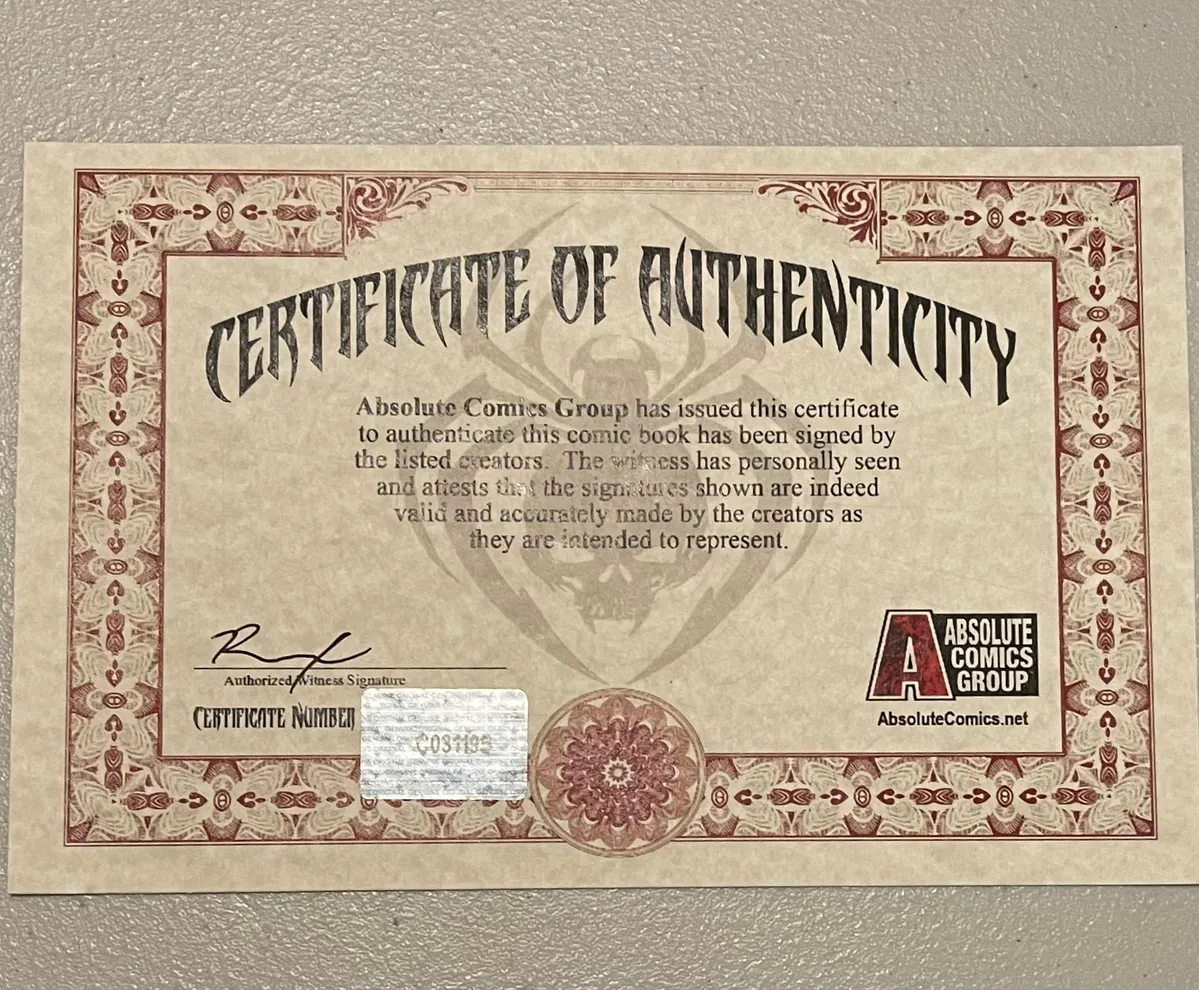 CERTIFICATE OF AUTHENTICITY
Absolute Comics Group has issued this certificate
to authenticate this comic book has been signed by
the listed creators. The witness has personally seen
and attests that the signatures shown are indeed
valid and accurately made by the creators as
they are intended to represent.
Authorized Witness Signature
CERTIFICATE NUMBER
A ABSOLUTE
COMICS
GROUP
AbsoluteComics.net